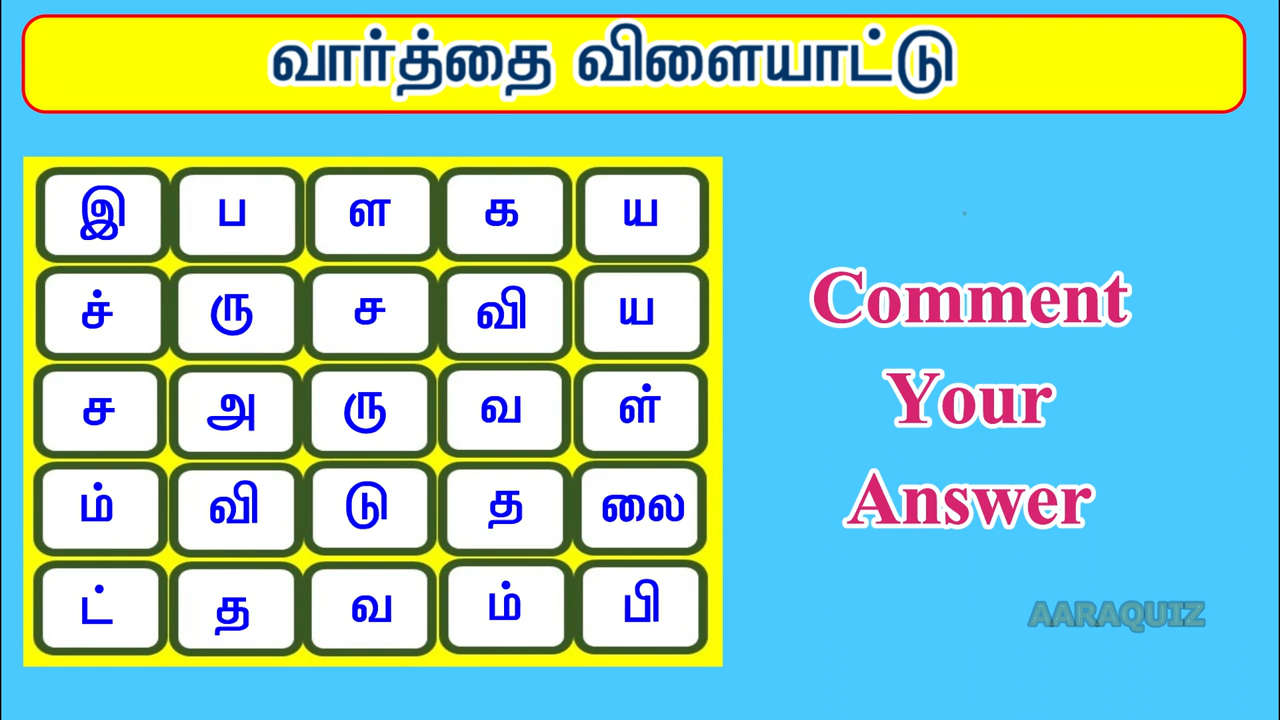 வார்த்தை விளையாட்டு
இ ப ள க ய
ச் ரு ச வி ய
ச அ ரு வ ள்
ம் வி டு த லை
ட் த வ ம் பி
Comment
Your
Answer
AARAQUIZ